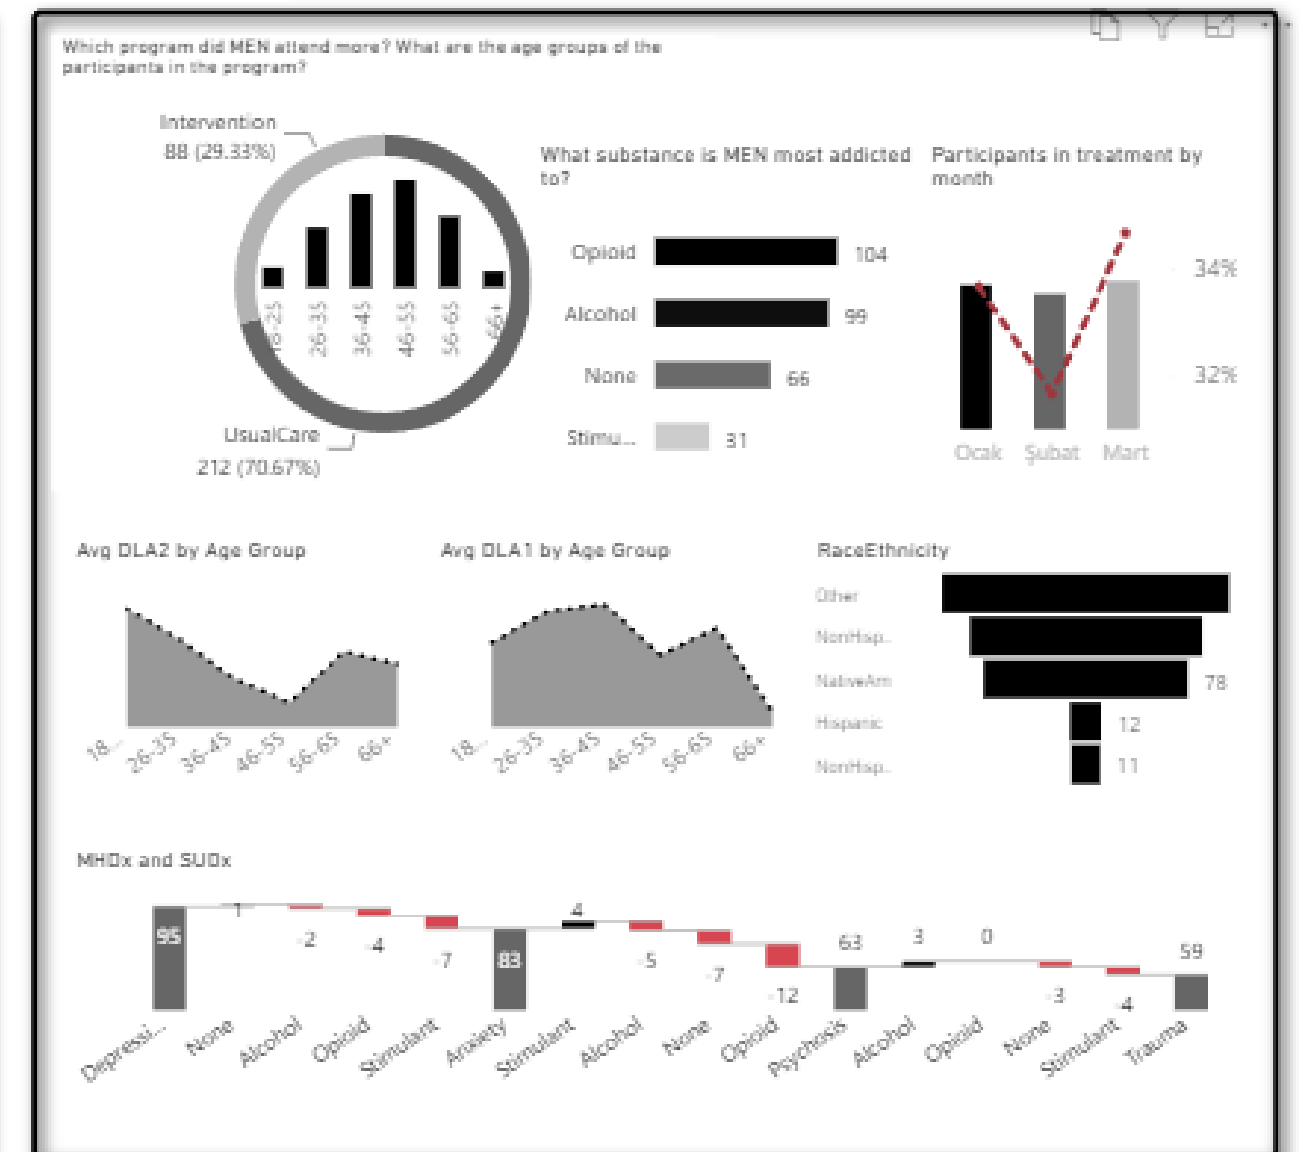 Which program did MEN attend more? What are the age groups of the
participants in the program?
Intervention
88 (29.33%)
26-35
36-45
46-55
56-65
66+
UsualCare
212 (70.67%)
What substance is MEN most addicted
to?
Opioid
104
Alcohol
99
None
66
Stimu...
31
Participants in treatment by
month
34%
32%
Ocak
Şubat
Mart
Avg DLA2 by Age Group
18...
26-35
36-45
46-55
56-65
66+
Avg DLA1 by Age Group
18...
26-35
36-45
46-55
56-65
66+
RaceEthnicity
Other
NonHisp..
NativeAm
78
Hispanic
12
NonHisp..
11
MHDx and SUDx
95
1
-2
-4
-7
83
4
-5
-7
-12
63
3
0
-3
-4
59
Depressi...
None
Alcohol
Opioid
Stimulant
Anxiety
Stimulant
Alcohol
None
Opioid
Psychosis
Alcohol
Opioid
None
Stimulant
Trauma